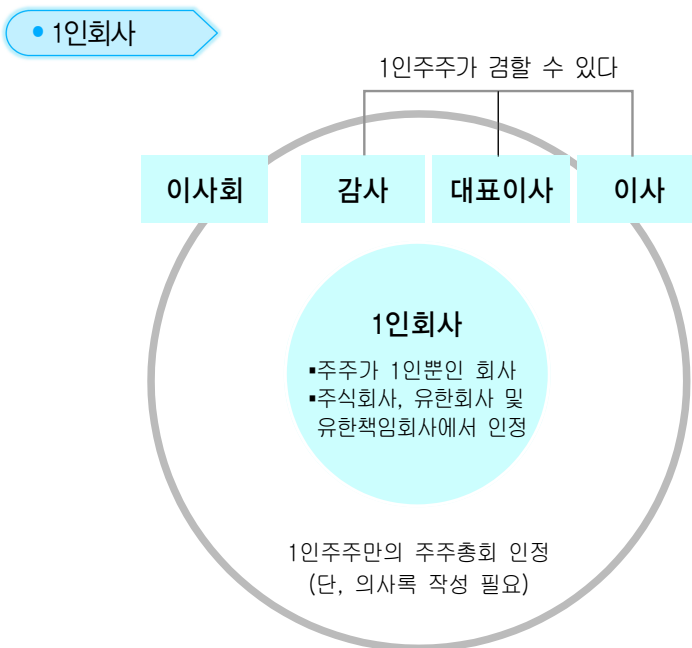 • 1인회사
1인주주가 겸할 수 있다
이사회 감사 대표이사 이사
1인회사
▪주주가 1인뿐인 회사
▪주식회사, 유한회사 및
유한책임회사에서 인정
1인주주만의 주주총회 인정
(단, 의사록 작성 필요)